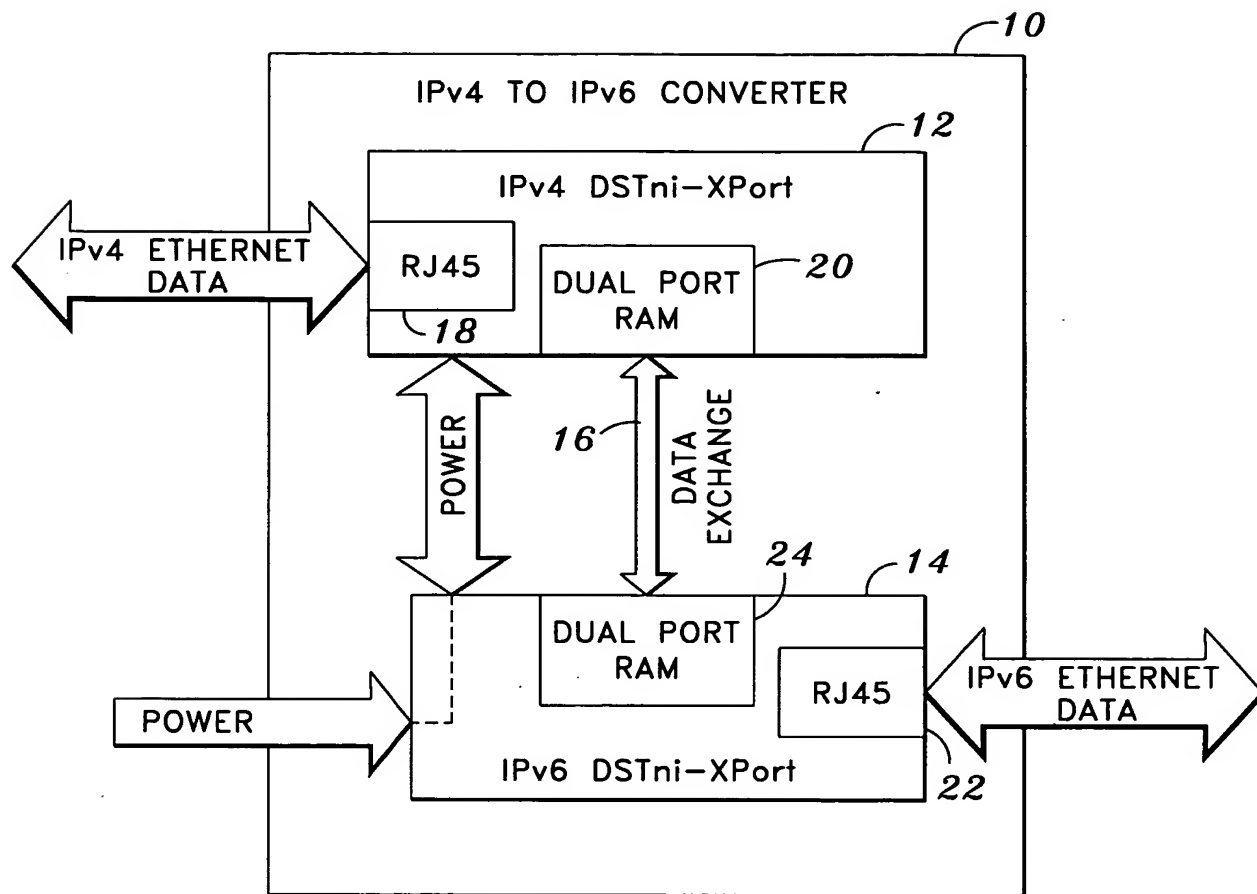 10
IPv4 TO IPv6 CONVERTER
12
IPv4 DSTni-XPort
IPv4 ETHERNET
DATA
RJ45
18
DUAL PORT
RAM
20
POWER
16
DATA
EXCHANGE
24
14
DUAL PORT
RAM
RJ45
IPv6 ETHERNET
DATA
POWER
IPv6 DSTni-XPort
22